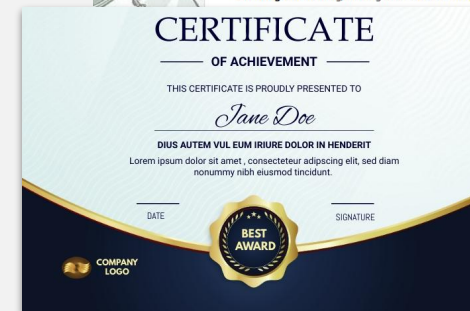 CERTIFICATE
OF ACHIEVEMENT
THIS CERTIFICATE IS PROUDLY PRESENTED TO
Jane Doe
DIUS AUTEM VUL EUM IRIURE DOLOR IN HENDERIT
Lorem ipsum dolor sit amet , consecteteur adipscing elit, sed diam
nonummy nibh eiusmod tincidunt.
DATE
SIGNATURE
BEST
AWARD
COMPANY
LOGO